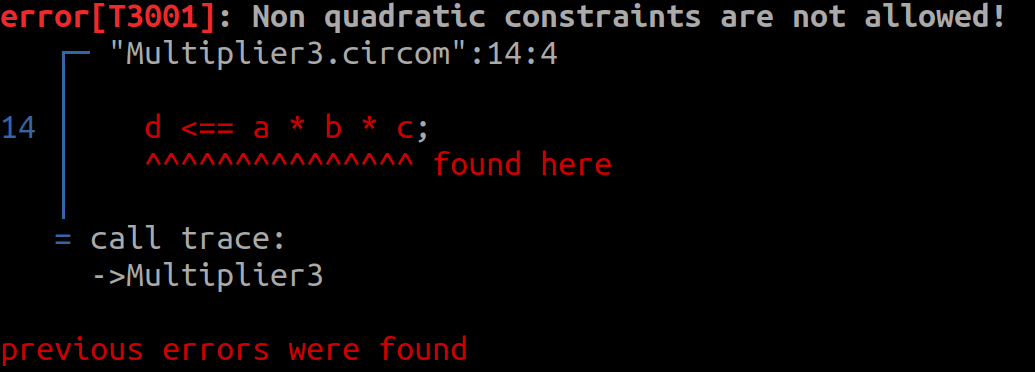 error[T3001]: Non quadratic constraints are not allowed!
"Multiplier3.circom":14:4
14 d <== a * b * c;
^^^^^^^^^^^^^^^ found here
= call trace:
->Multiplier3
previous errors were found